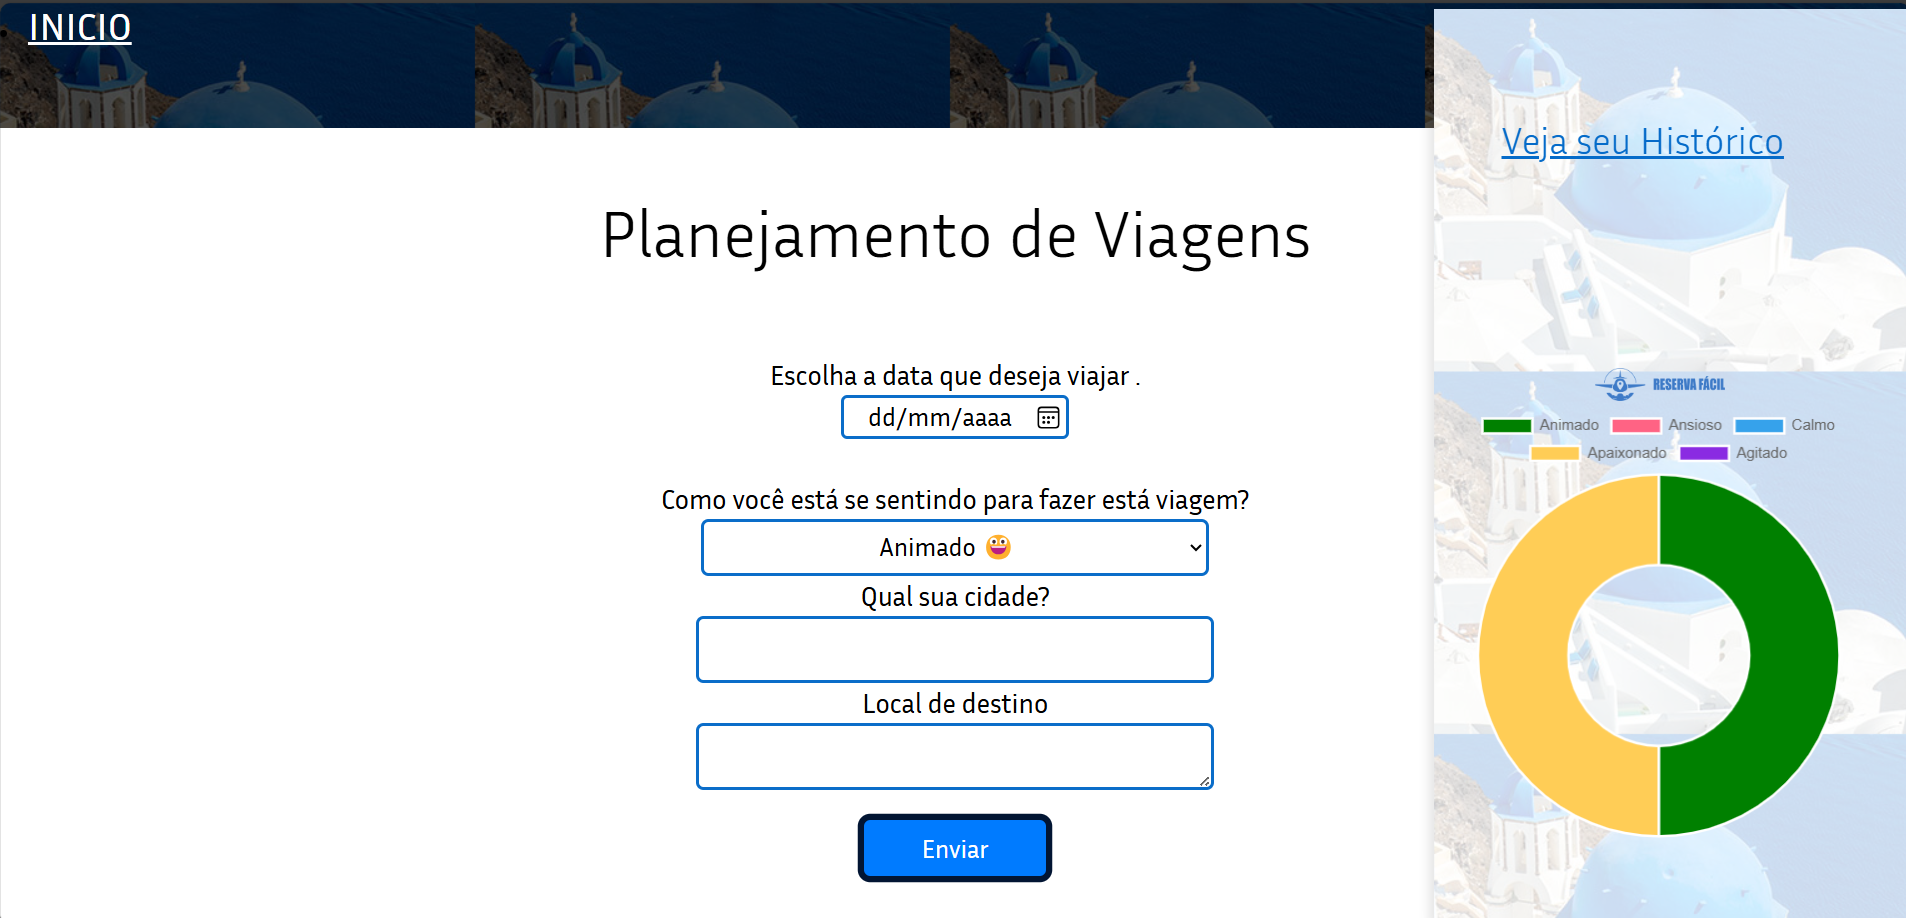 INICIO
Veja seu Histórico
Planejamento de Viagens
Escolha a data que deseja viajar .
dd/mm/aaaa
Como você está se sentindo para fazer está viagem?
Animado 😃
Qual sua cidade?
Local de destino
Enviar
RESERVA FÁCIL
Animado Ansioso Calmo
Apaixonado Agitado